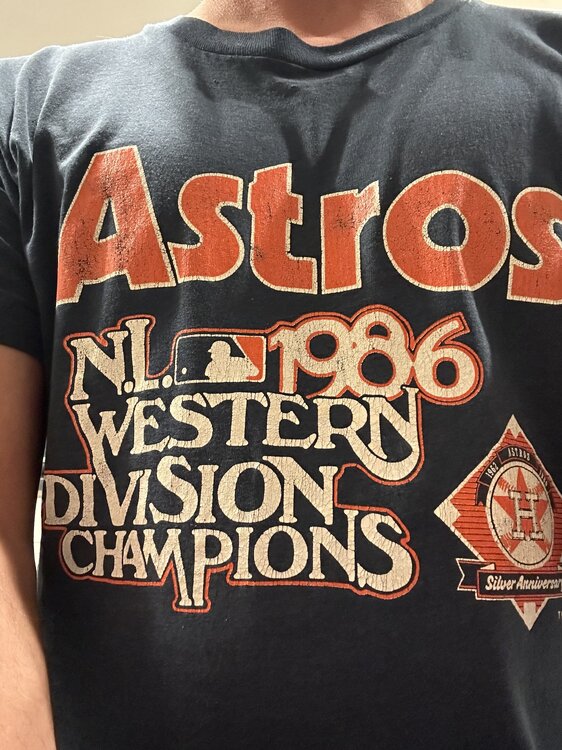 Astros
N.L. 1986
WESTERN
DIVISION
CHAMPIONS
1962 ASTROS
H
Silver Anniversary